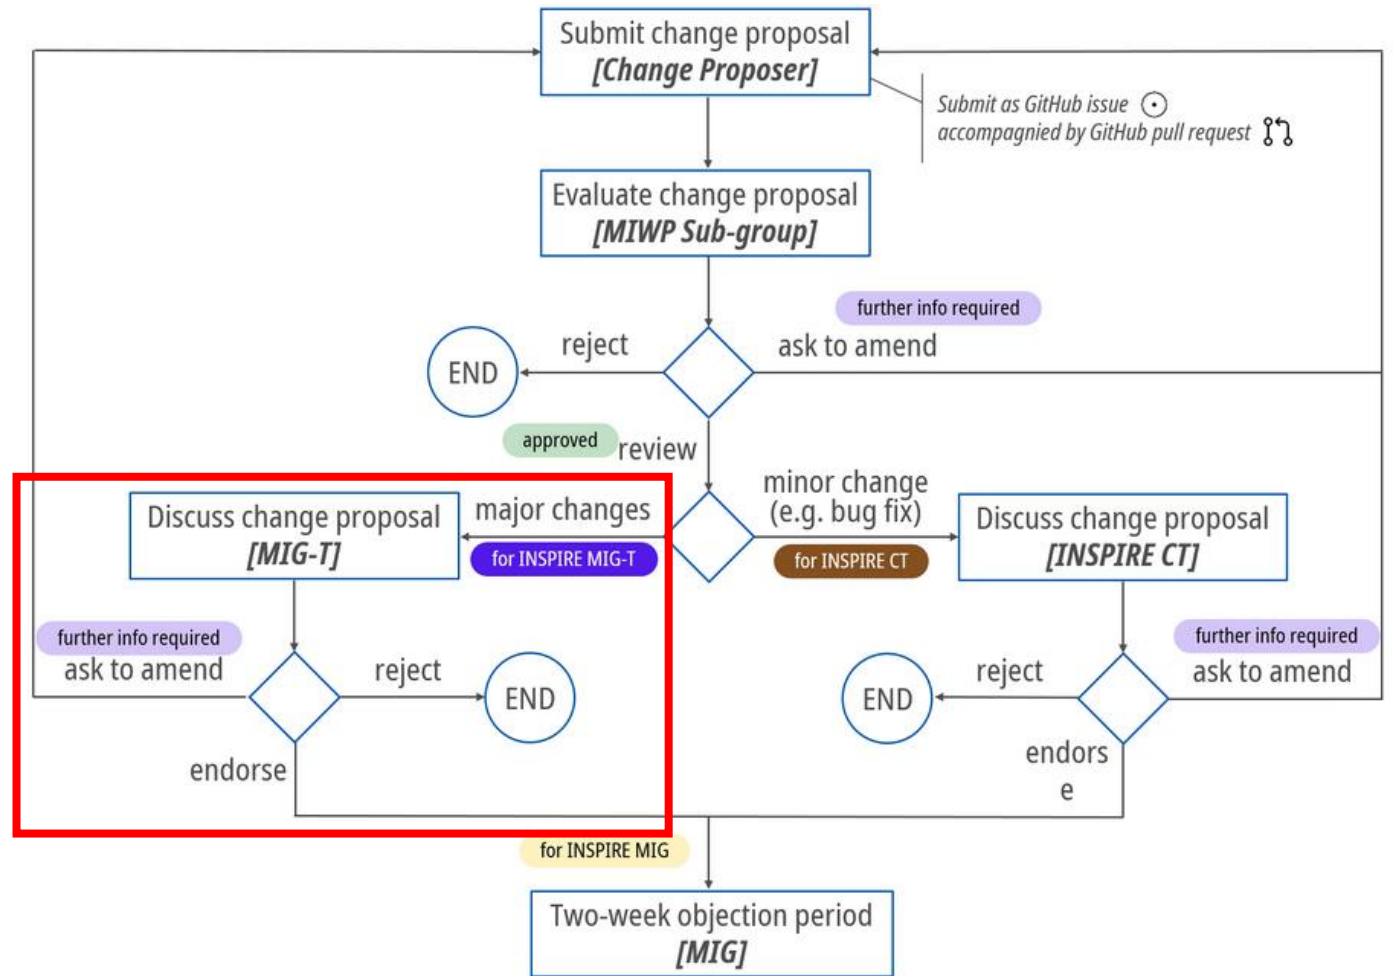 Submit change proposal
[Change Proposer]
Submit as GitHub issue
accompagnied by GitHub pull request
Evaluate change proposal
[MIWP Sub-group]
further info required
reject
ask to amend
END
approved
review
major changes
minor change
(e.g. bug fix)
Discuss change proposal
[MIG-T]
for INSPIRE MIG-T
for INSPIRE CT
Discuss change proposal
[INSPIRE CT]
further info required
ask to amend
reject
END
END
reject
further info required
ask to amend
endorse
endors
e
for INSPIRE MIG
Two-week objection period
[MIG]